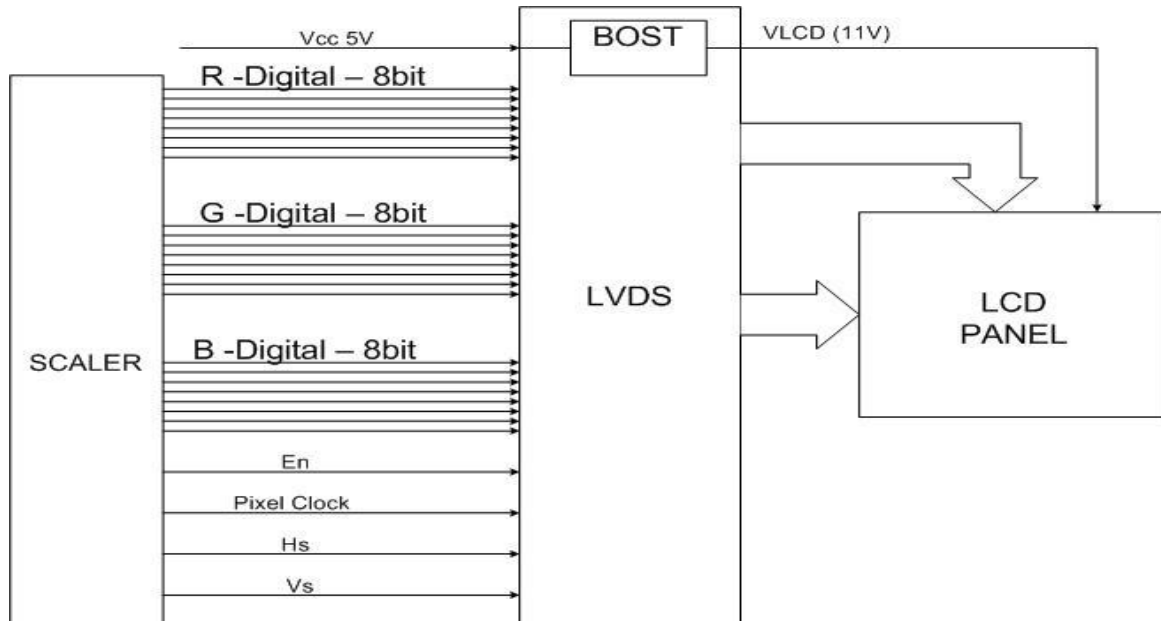 Vcc 5V
BOST
VLCD (11V)
R -Digital – 8bit
G -Digital – 8bit
LVDS
LCD
PANEL
B -Digital – 8bit
SCALER
En
Pixel Clock
Hs
Vs